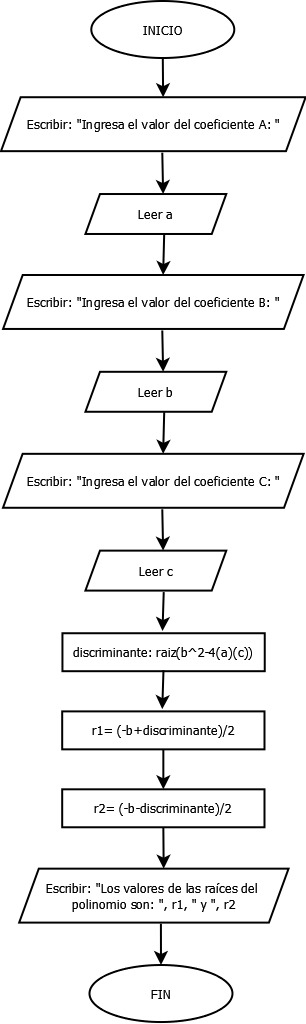 INICIO
Escribir: "Ingresa el valor del coeficiente A: "
Leer a
Escribir: "Ingresa el valor del coeficiente B: "
Leer b
Escribir: "Ingresa el valor del coeficiente C: "
Leer c
discriminante: raiz(b^2-4(a)(c))
r1= (-b+discriminante)/2
r2= (-b-discriminante)/2
Escribir: "Los valores de las raíces del
polinomio son: ", r1, " y ", r2
FIN